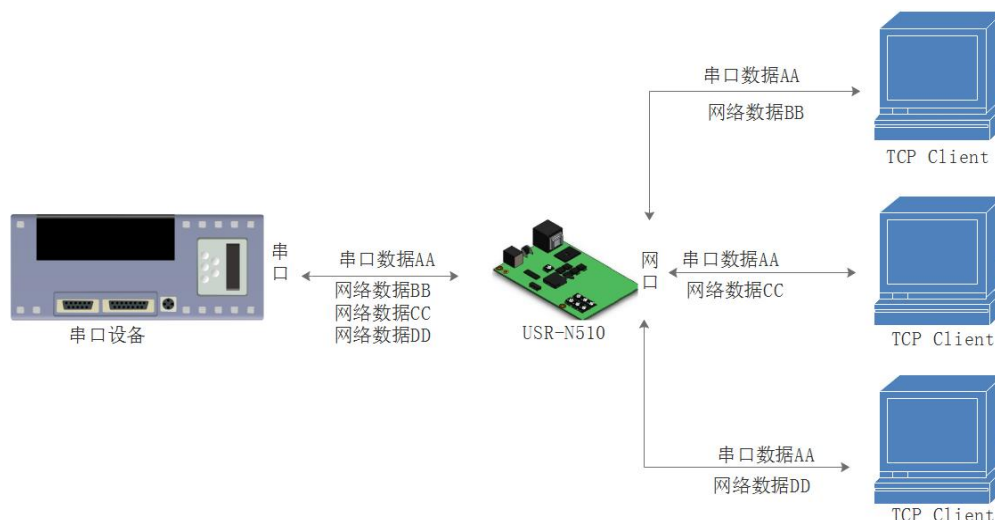 串口数据AA
网络数据BB
TCP Client
串口
串口数据AA
网络数据BB
网络数据CC
网络数据DD
串口设备
USR-N510
网口
串口数据AA
网络数据CC
TCP Client
串口数据AA
网络数据DD
TCP Client